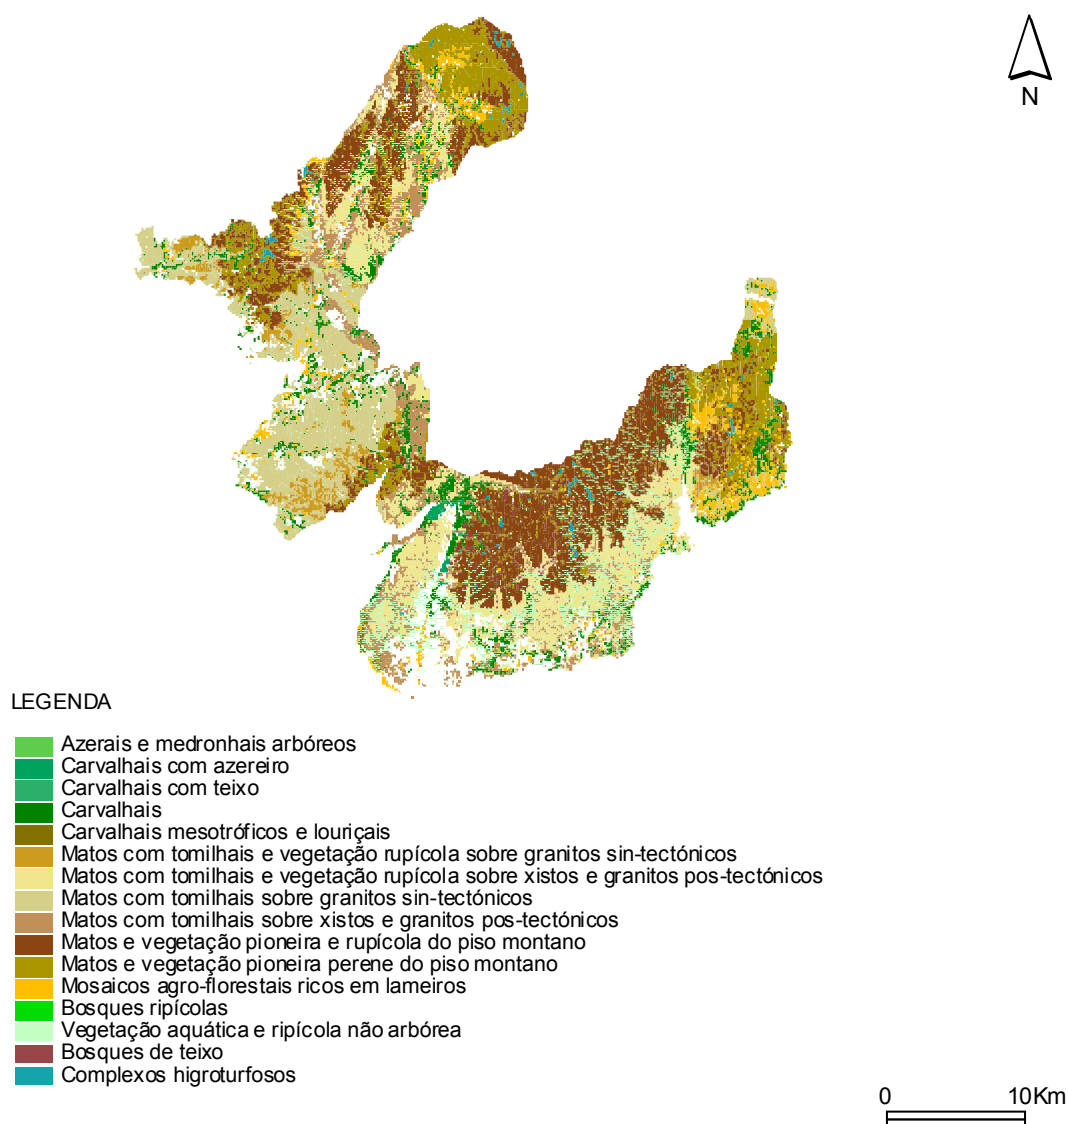 N
LEGENDA
Azerais e medronhais arbóreos
Carvalhais com azereiro
Carvalhais com teixo
Carvalhais
Carvalhais mesotróficos e louriçais
Matos com tomilhais e vegetação rupícola sobre granitos sin-tectónicos
Matos com tomilhais e vegetação rupícola sobre xistos e granitos pos-tectónicos
Matos com tomilhais sobre granitos sin-tectónicos
Matos com tomilhais sobre xistos e granitos pos-tectónicos
Matos e vegetação pioneira e rupícola do piso montano
Matos e vegetação pioneira perene do piso montano
Mosaicos agro-florestais ricos em lameiros
Bosques ripícolas
Vegetação aquática e ripícola não arbórea
Bosques de teixo
Complexos higroturfosos
0 10Km